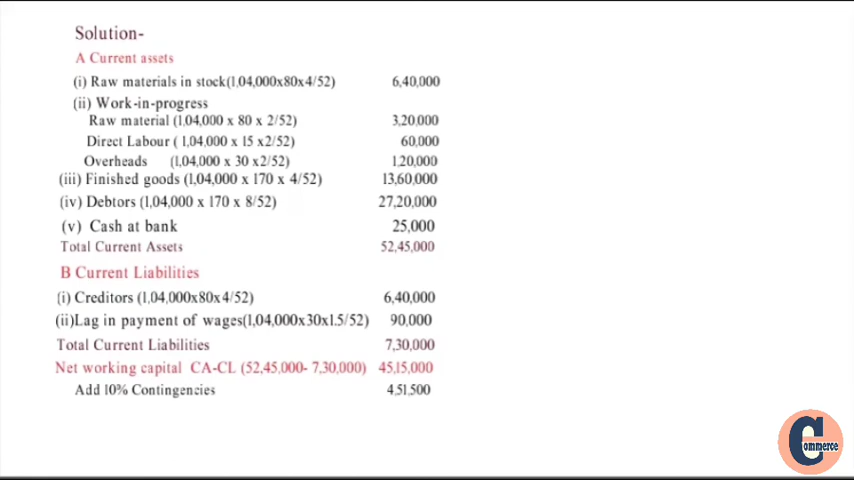 Solution-
A Current assets
(i) Raw materials in stock(1,04,000x80x4/52) 6,40,000
(ii) Work-in-progress
Raw material (1,04,000 x 80 x 2/52) 3,20,000
Direct Labour ( 1,04,000 x 15 x2/52) 60,000
Overheads (1,04,000 x 30 x2/52) 1,20,000
(iii) Finished goods (1,04,000 x 170 x 4/52) 13,60,000
(iv) Debtors (1,04,000 x 170 x 8/52) 27,20,000
(v) Cash at bank 25,000
Total Current Assets 52,45,000
B Current Liabilities
(i) Creditors (1,04,000x80x4/52) 6,40,000
(ii)Lag in payment of wages(1,04,000x30x1.5/52) 90,000
Total Current Liabilities 7,30,000
Net working capital CA-CL (52,45,000- 7,30,000) 45,15,000
Add 10% Contingencies 4,51,500
Commerce